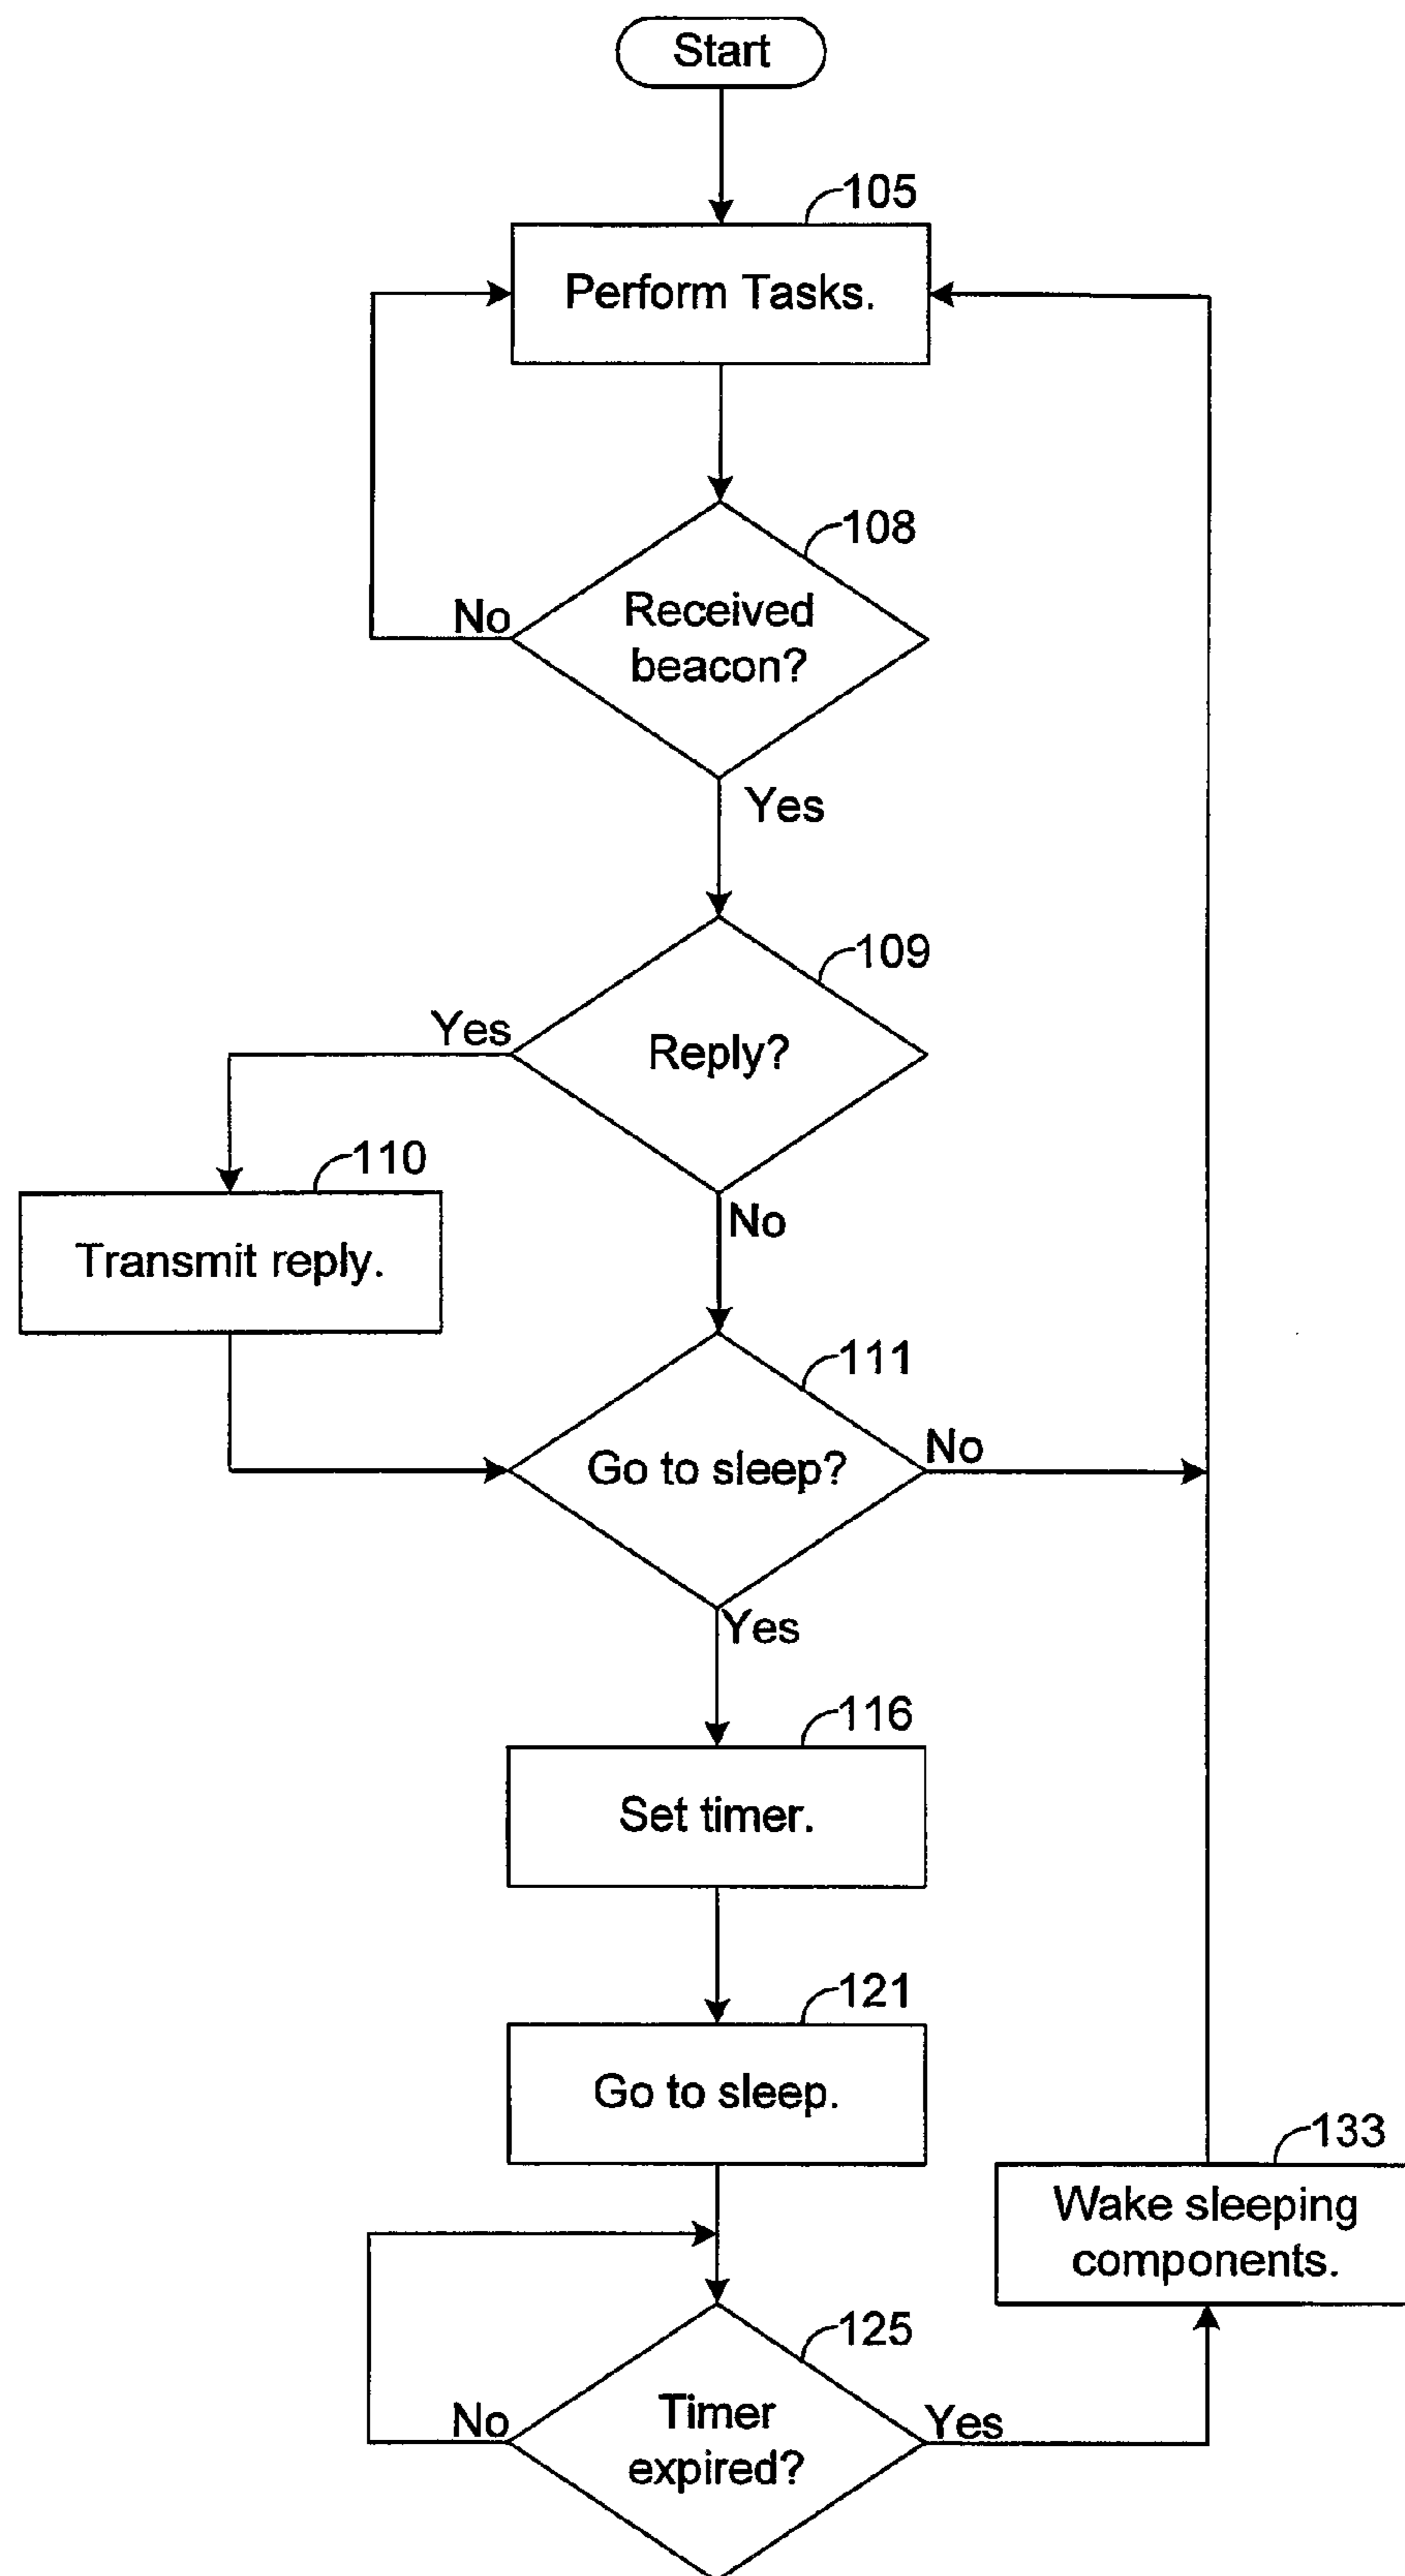 Start
105
Perform Tasks.
108
Received
beacon?
No
Yes
109
Reply?
Yes
No
110
Transmit reply.
111
Go to sleep?
No
Yes
116
Set timer.
121
Go to sleep.
133
Wake sleeping
components.
125
Timer
expired?
No
Yes